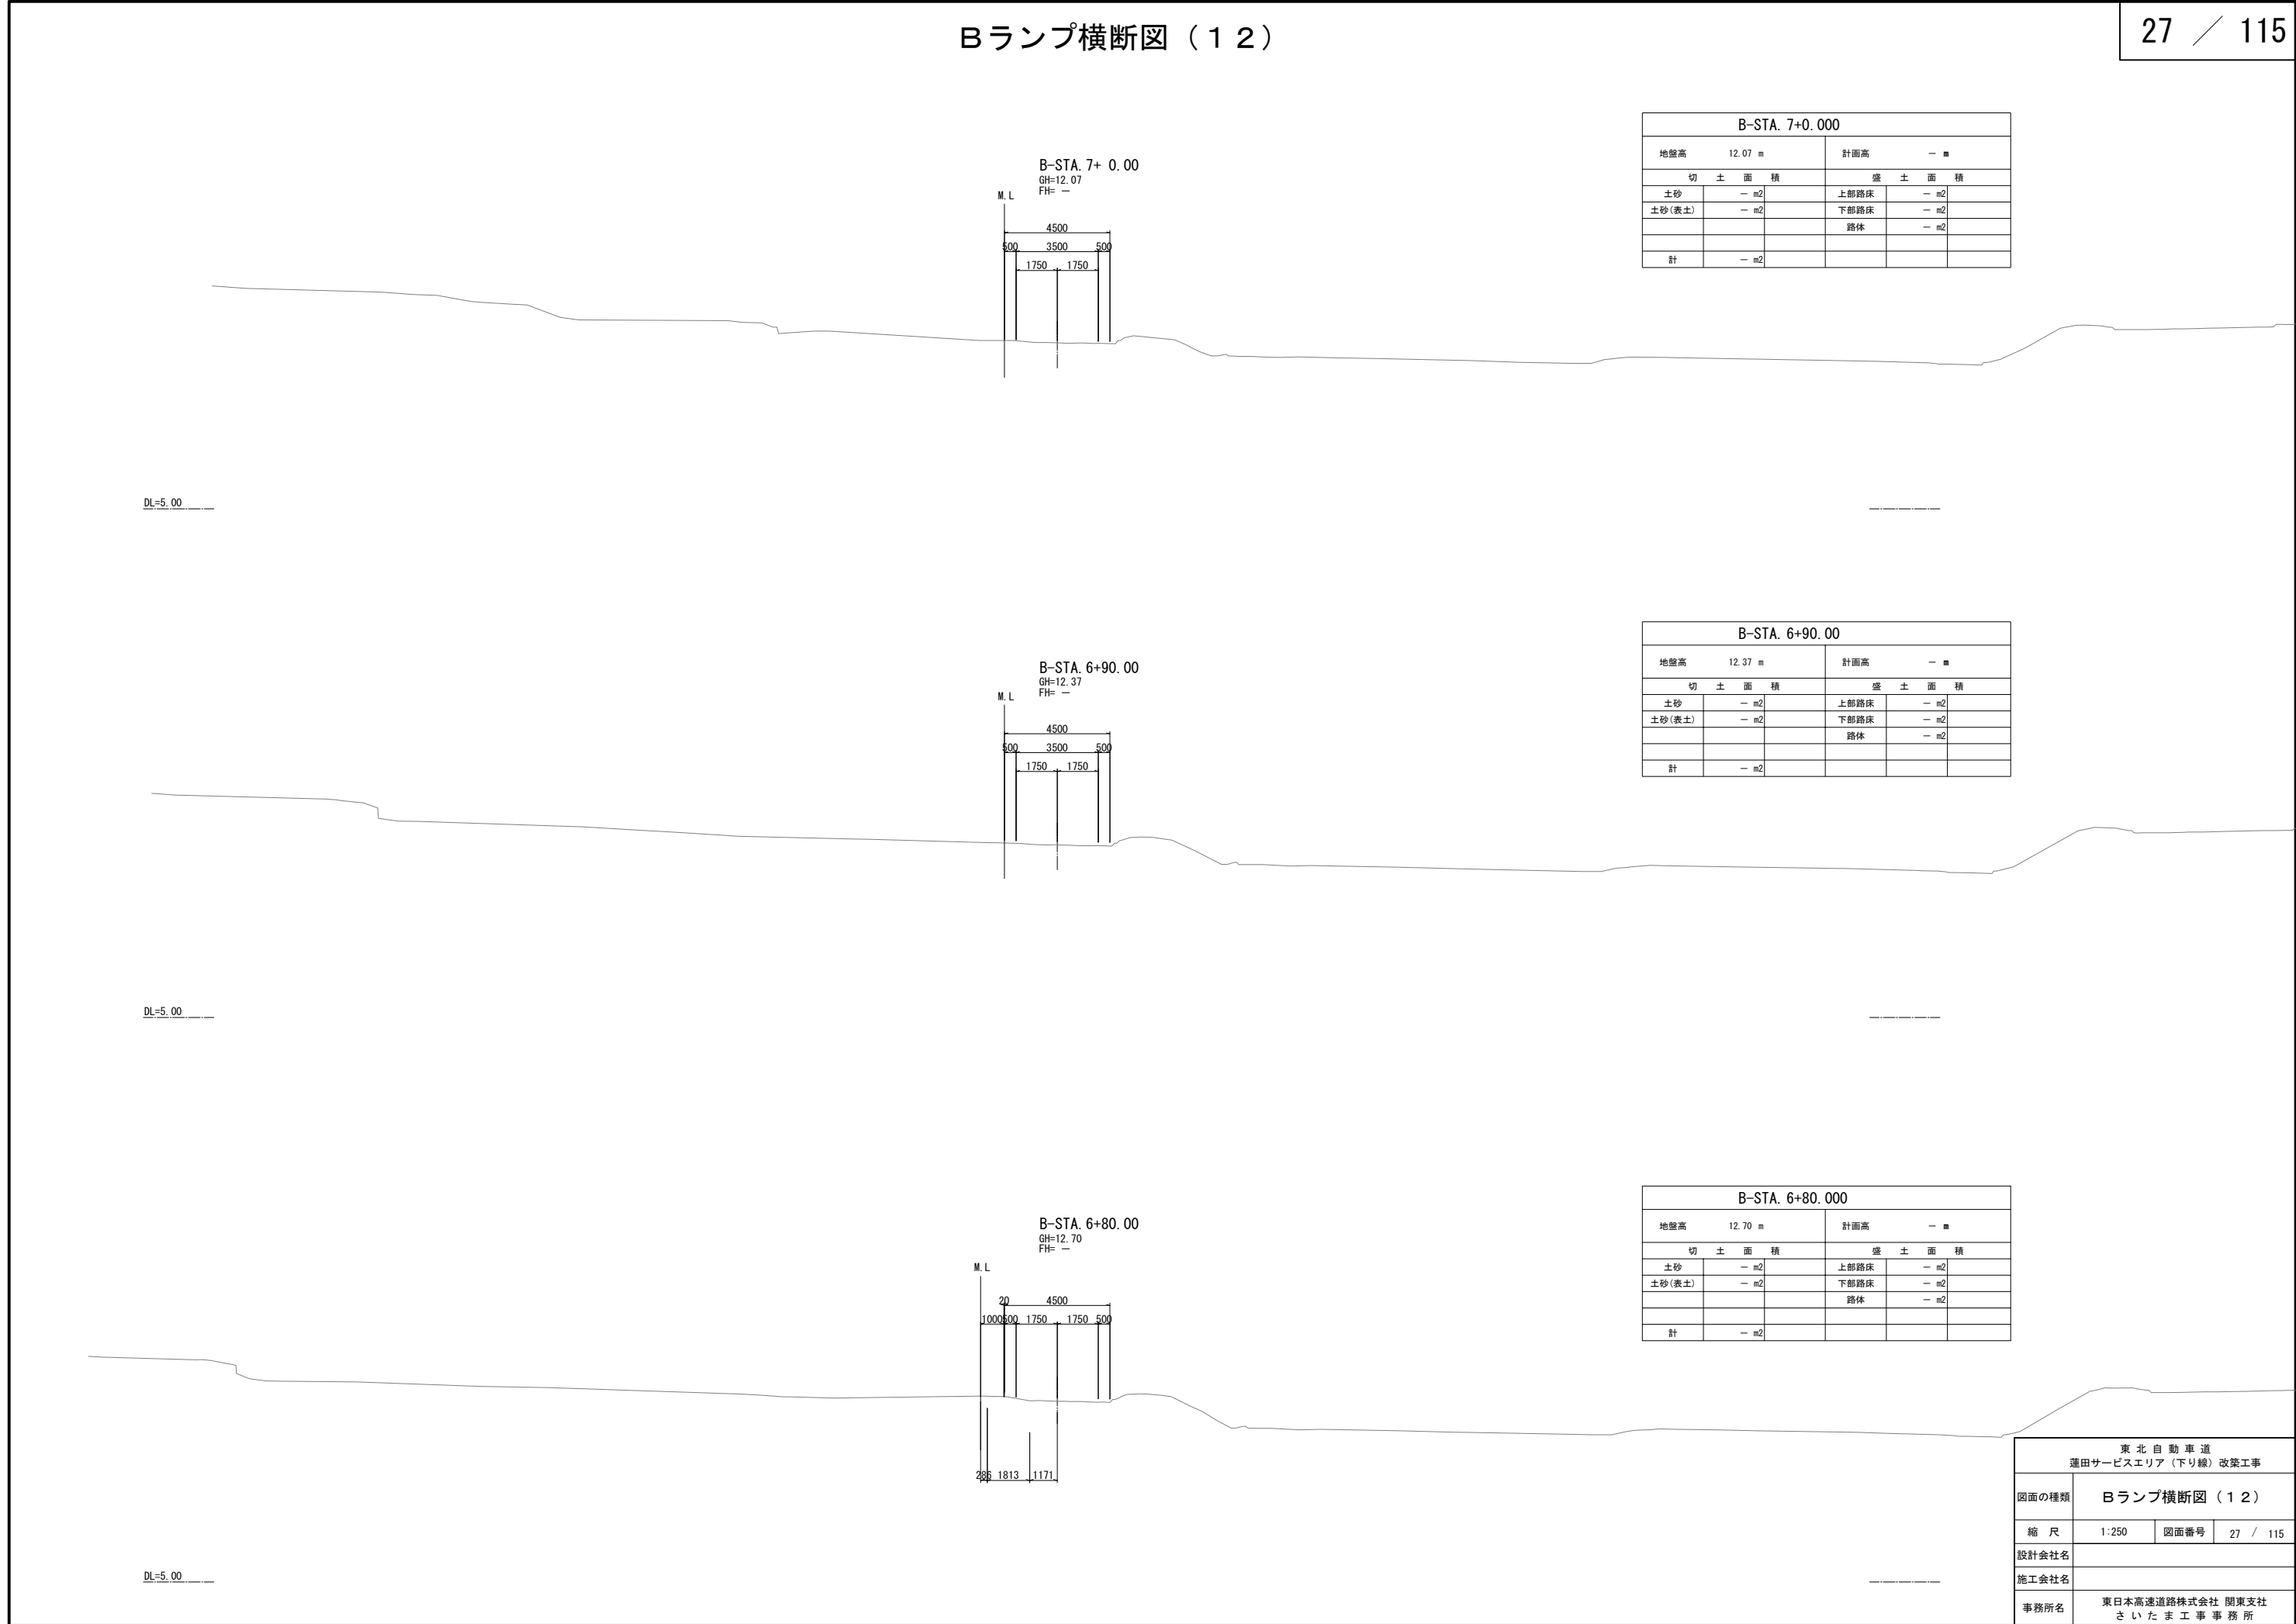 Bランプ横断図（１２）
27 ／ 115
B-STA. 7+0.000
地盤高 12.07 m 計画高 － m
切 土 面 積 盛 土 面 積
土砂 － m2 上部路床 － m2
土砂(表土) － m2 下部路床 － m2
路体 － m2
計 － m2
B-STA. 7+ 0.00
GH=12.07
FH= －
M.L
4500
500 3500 500
1750 1750
DL=5.00
B-STA. 6+90.00
地盤高 12.37 m 計画高 － m
切 土 面 積 盛 土 面 積
土砂 － m2 上部路床 － m2
土砂(表土) － m2 下部路床 － m2
路体 － m2
計 － m2
B-STA. 6+90.00
GH=12.37
FH= －
M.L
4500
500 3500 500
1750 1750
DL=5.00
B-STA. 6+80.000
地盤高 12.70 m 計画高 － m
切 土 面 積 盛 土 面 積
土砂 － m2 上部路床 － m2
土砂(表土) － m2 下部路床 － m2
路体 － m2
計 － m2
B-STA. 6+80.00
GH=12.70
FH= －
M.L
20 4500
1000 500 1750 1750 500
286 1813 1171
DL=5.00
東 北 自 動 車 道
蓮田サービスエリア（下り線）改築工事
図面の種類 Bランプ横断図（１２）
縮 尺 1:250 図面番号 27 / 115
設計会社名
施工会社名
事務所名 東日本高速道路株式会社 関東支社
さ い た ま 工 事 事 務 所